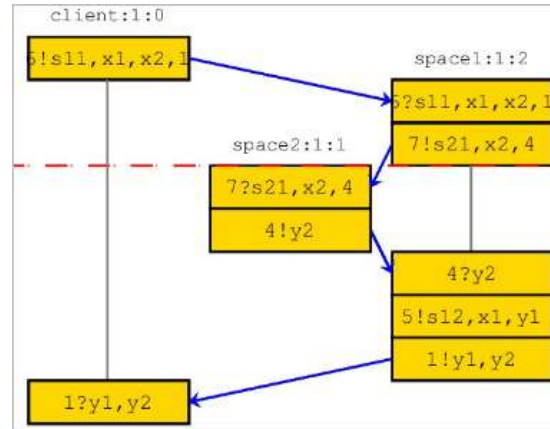 client:1:0
5!s11,x1,x2,1
space1:1:2
5?s11,x1,x2,1
7!s21,x2,4
space2:1:1
7?s21,x2,4
4!y2
4?y2
5!s12,x1,y1
1!y1,y2
1?y1,y2